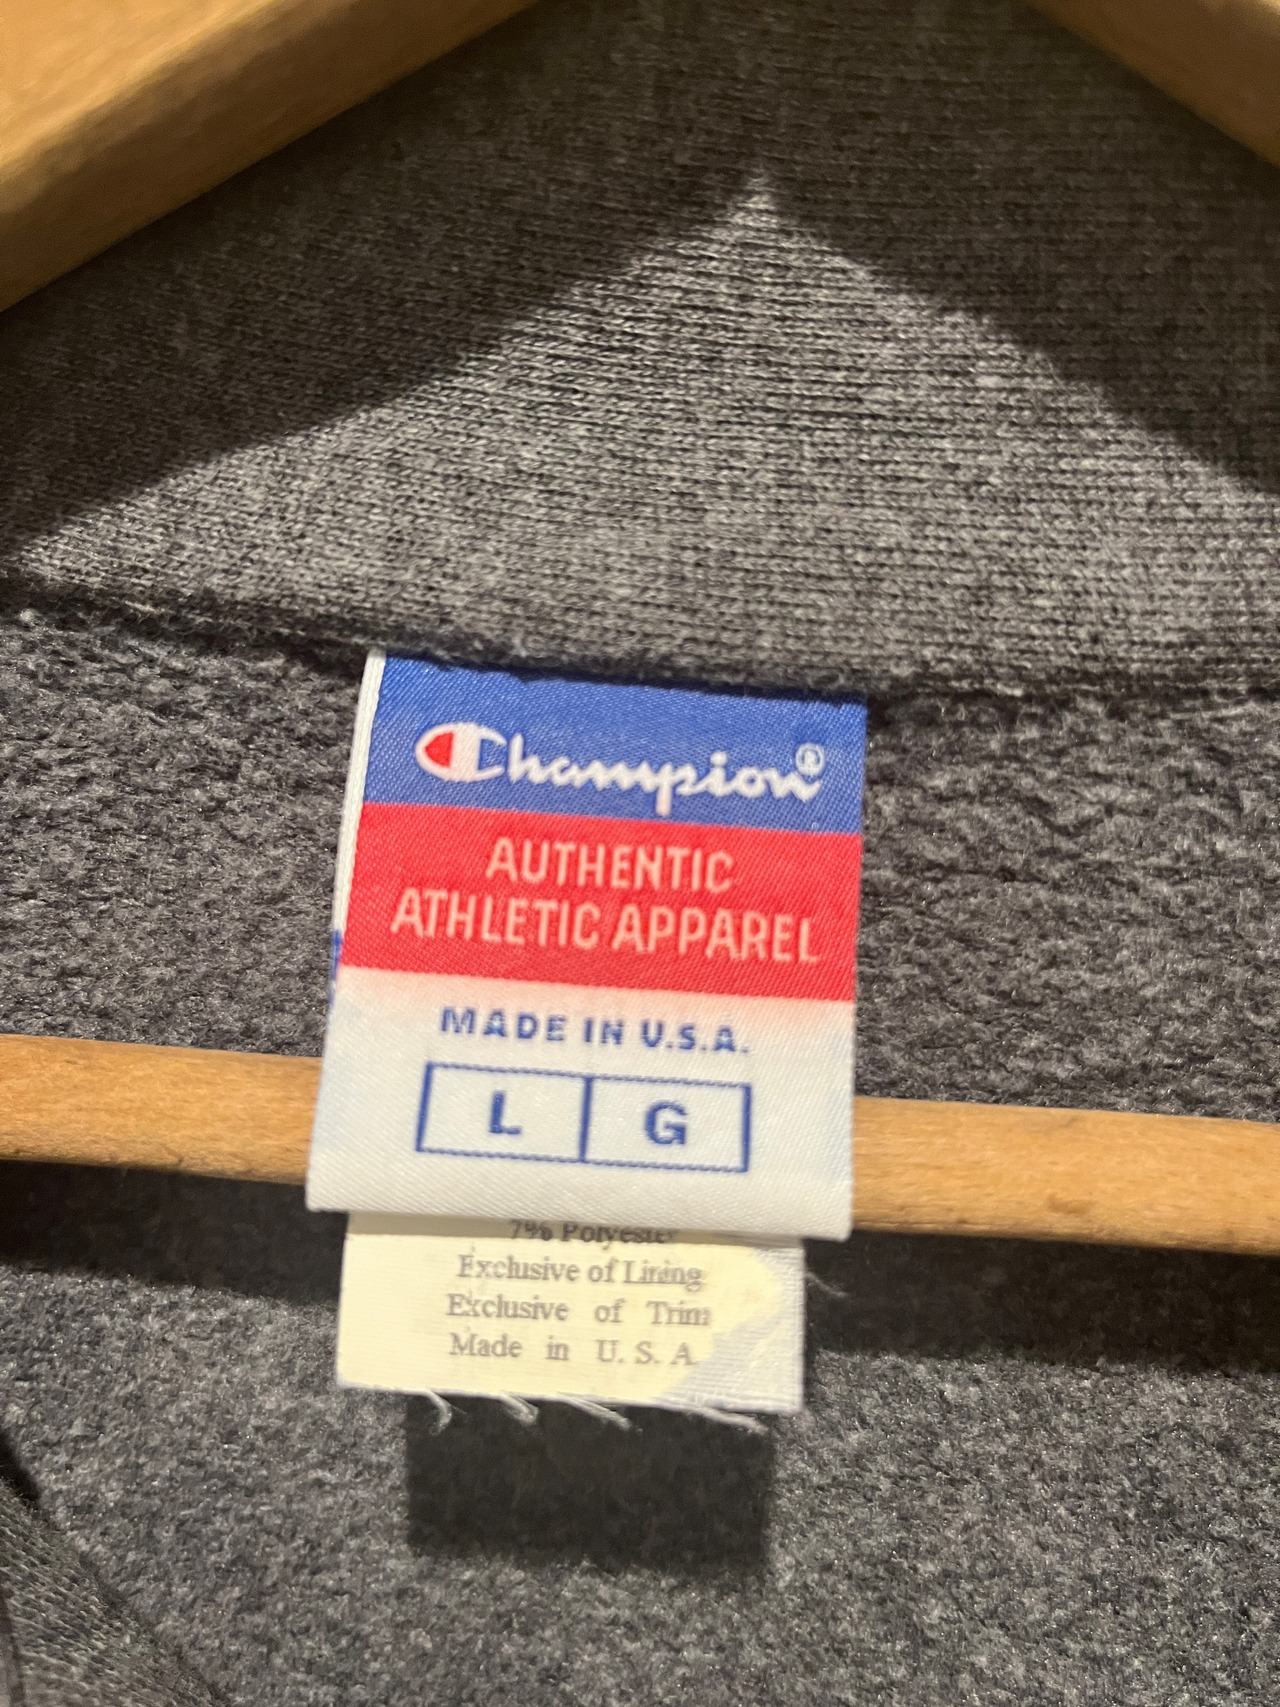 Champion®
AUTHENTIC
ATHLETIC APPAREL
MADE IN U.S.A.
L G
7% Polyester
Exclusive of Lining
Exclusive of Trim
Made in U. S. A